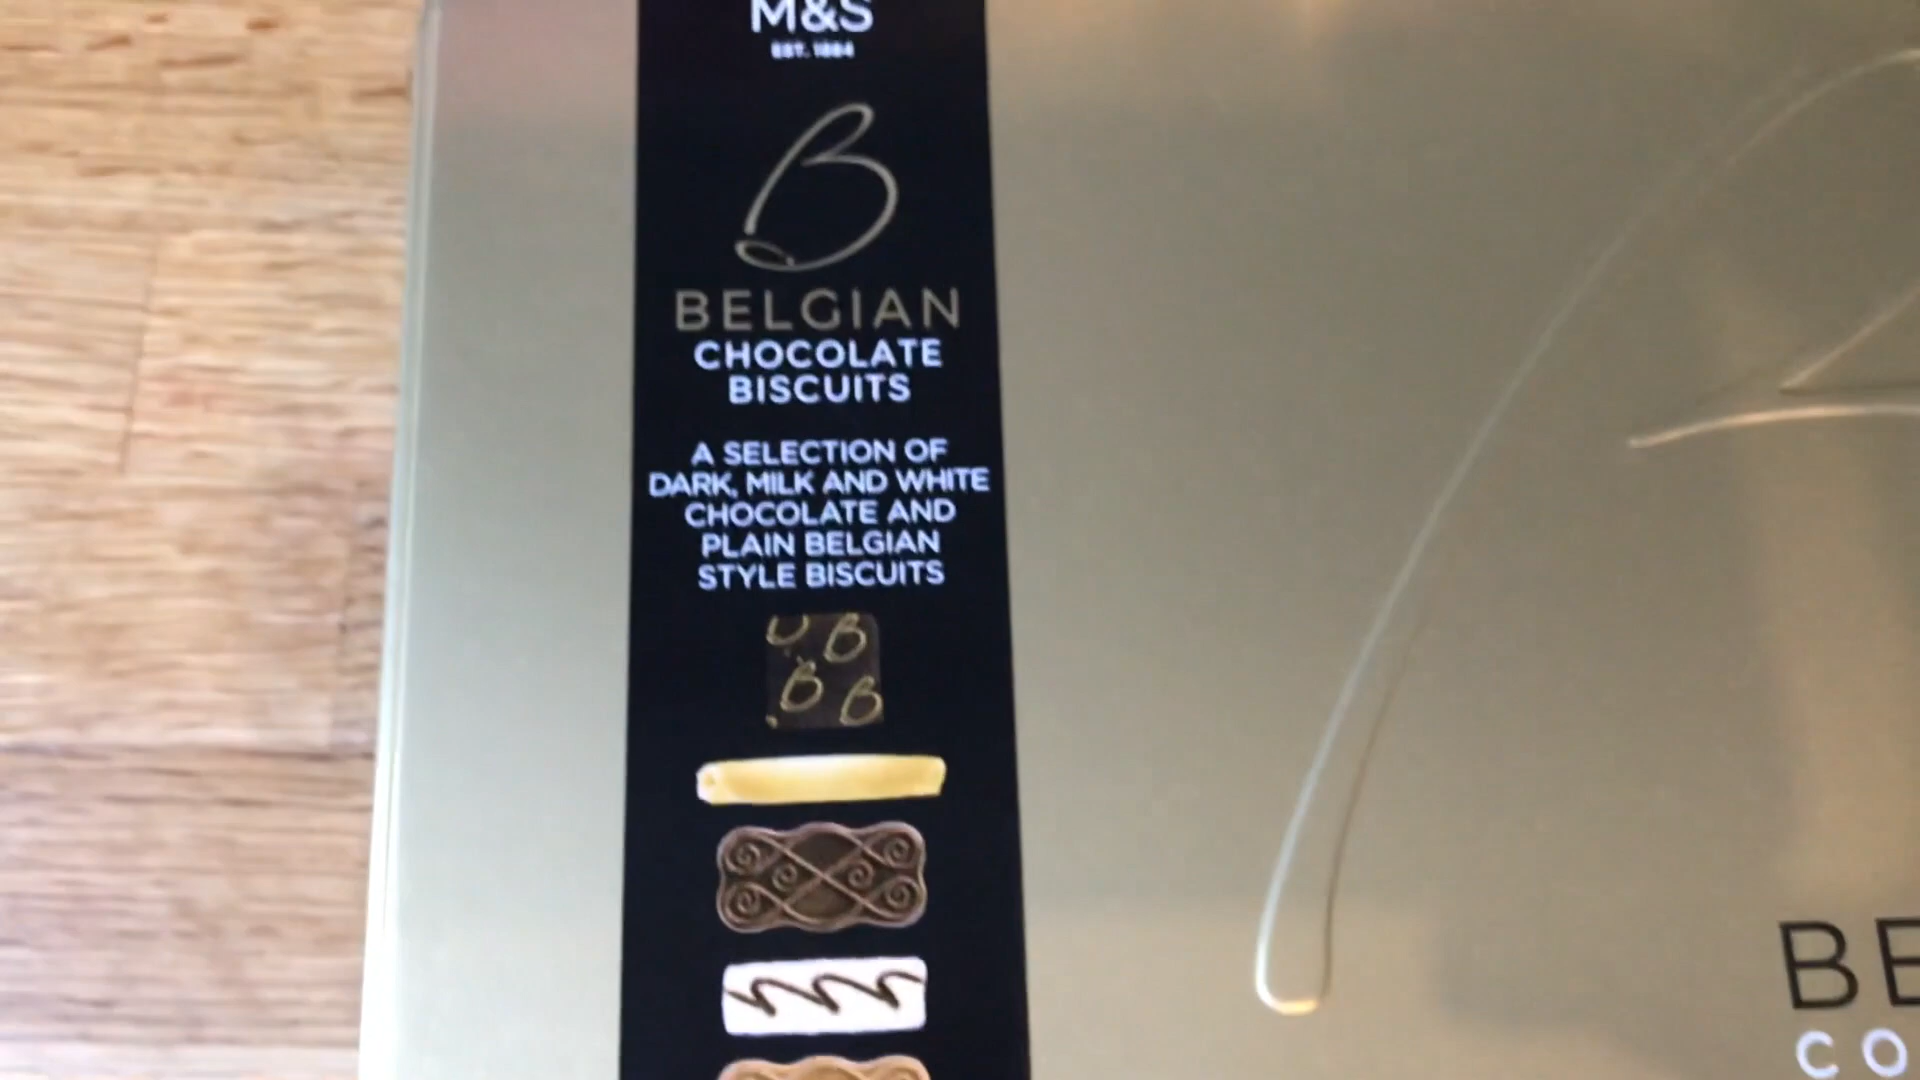 M&S
EST. 1884
B
BELGIAN
CHOCOLATE
BISCUITS
A SELECTION OF
DARK, MILK AND WHITE
CHOCOLATE AND
PLAIN BELGIAN
STYLE BISCUITS
B
B B
BE
CO